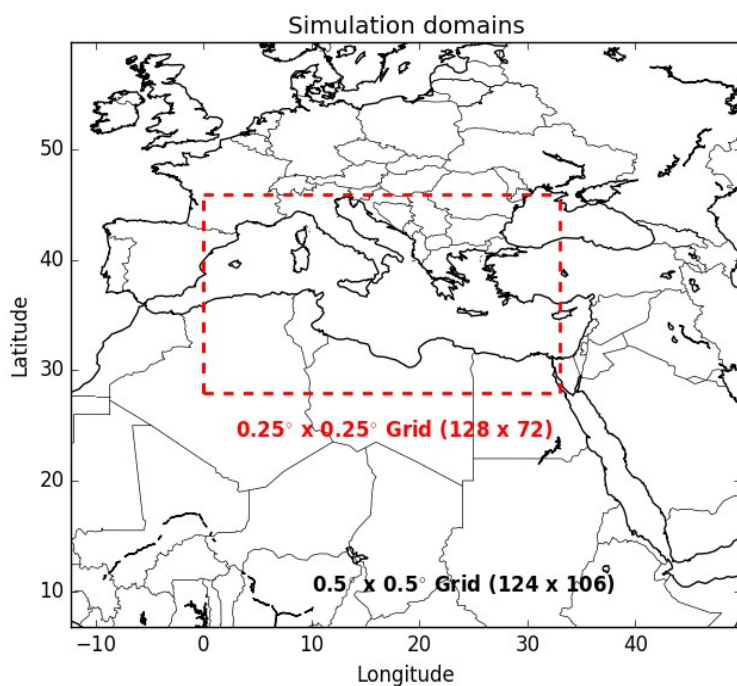 Simulation domains
50
40
30
20
10
Latitude
0.25° x 0.25° Grid (128 x 72)
0.5° x 0.5° Grid (124 x 106)
−10
0
10
20
30
40
Longitude